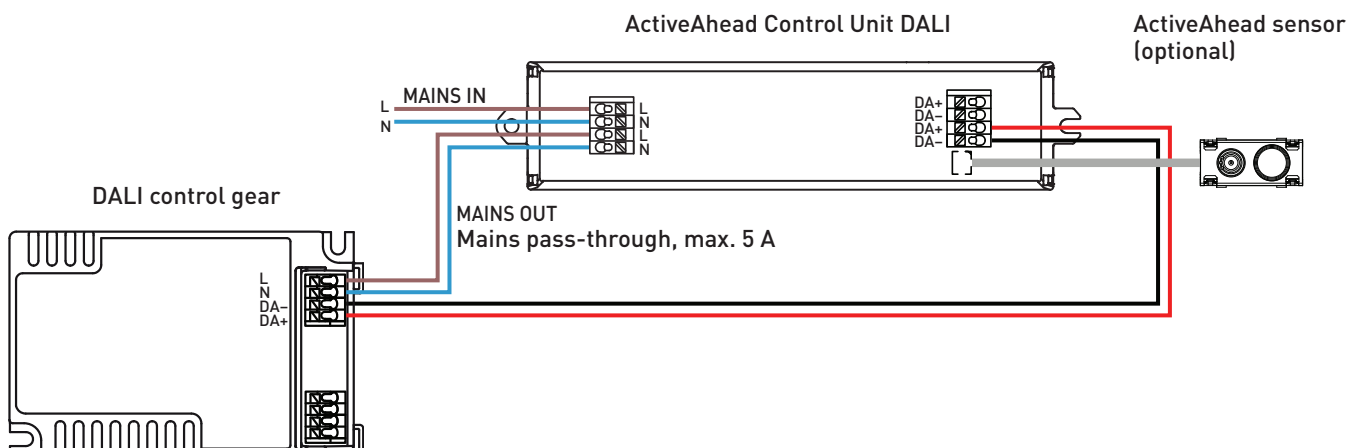 ActiveAhead Control Unit DALI
ActiveAhead sensor
(optional)
MAINS IN
L
N
L
N
L
N
DA+
DA−
DA+
DA−
MAINS OUT
Mains pass-through, max. 5 A
DALI control gear
L
N
DA−
DA+